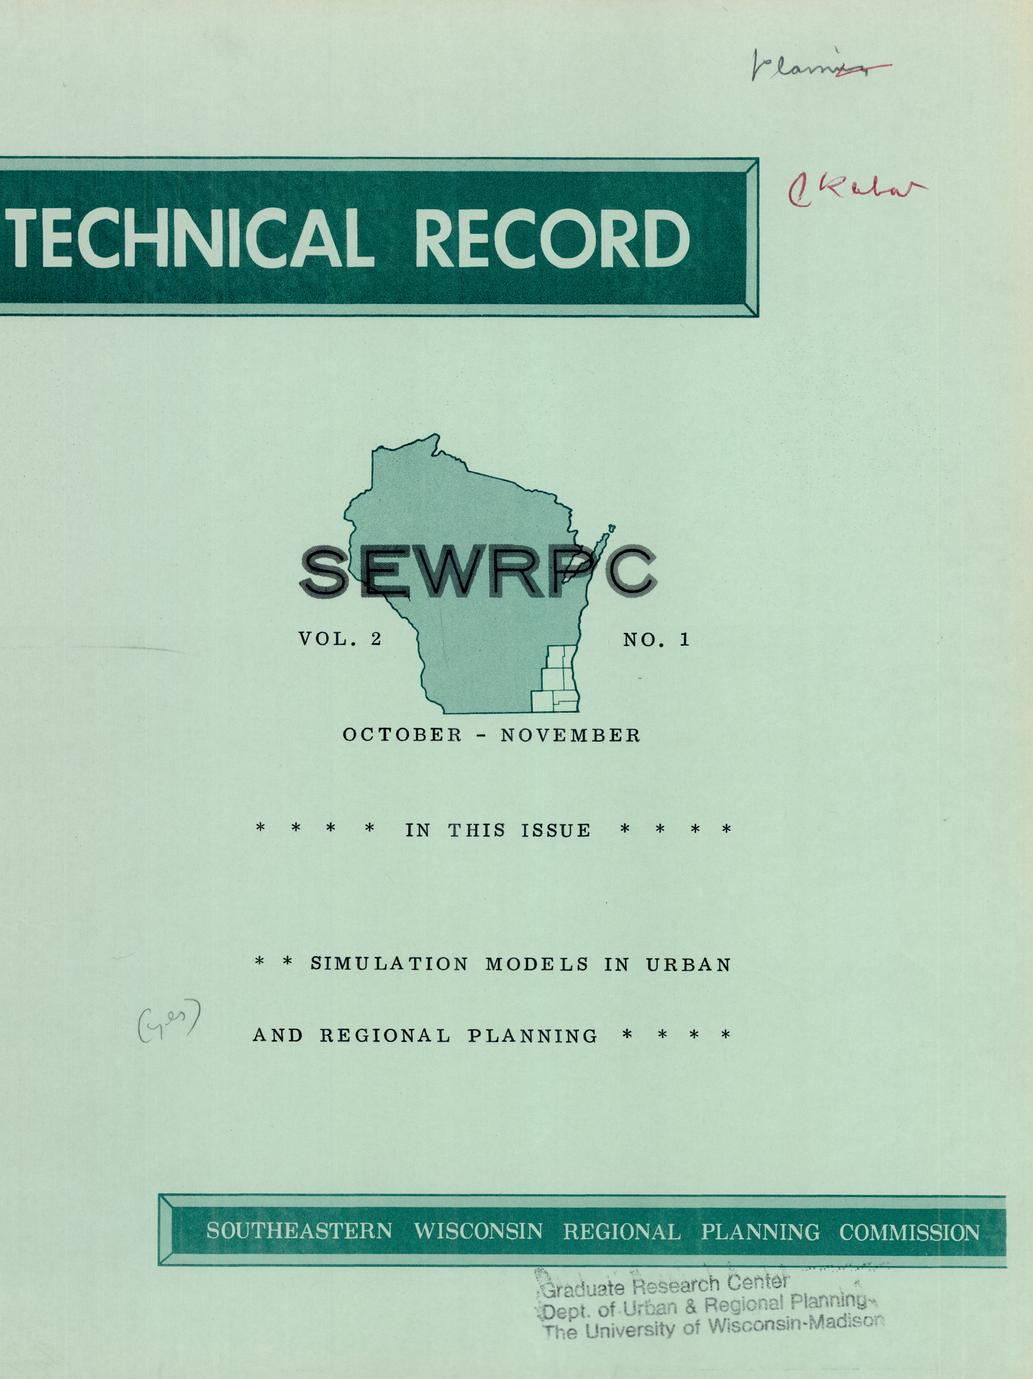 TECHNICAL RECORD
SEWRPC
VOL. 2
NO. 1
OCTOBER - NOVEMBER
* * * * IN THIS ISSUE * * * *
* * SIMULATION MODELS IN URBAN
(yes)
AND REGIONAL PLANNING * * * *
SOUTHEASTERN WISCONSIN REGIONAL PLANNING COMMISSION
Graduate Research Center
Dept. of Urban & Regional Planning
The University of Wisconsin-Madison